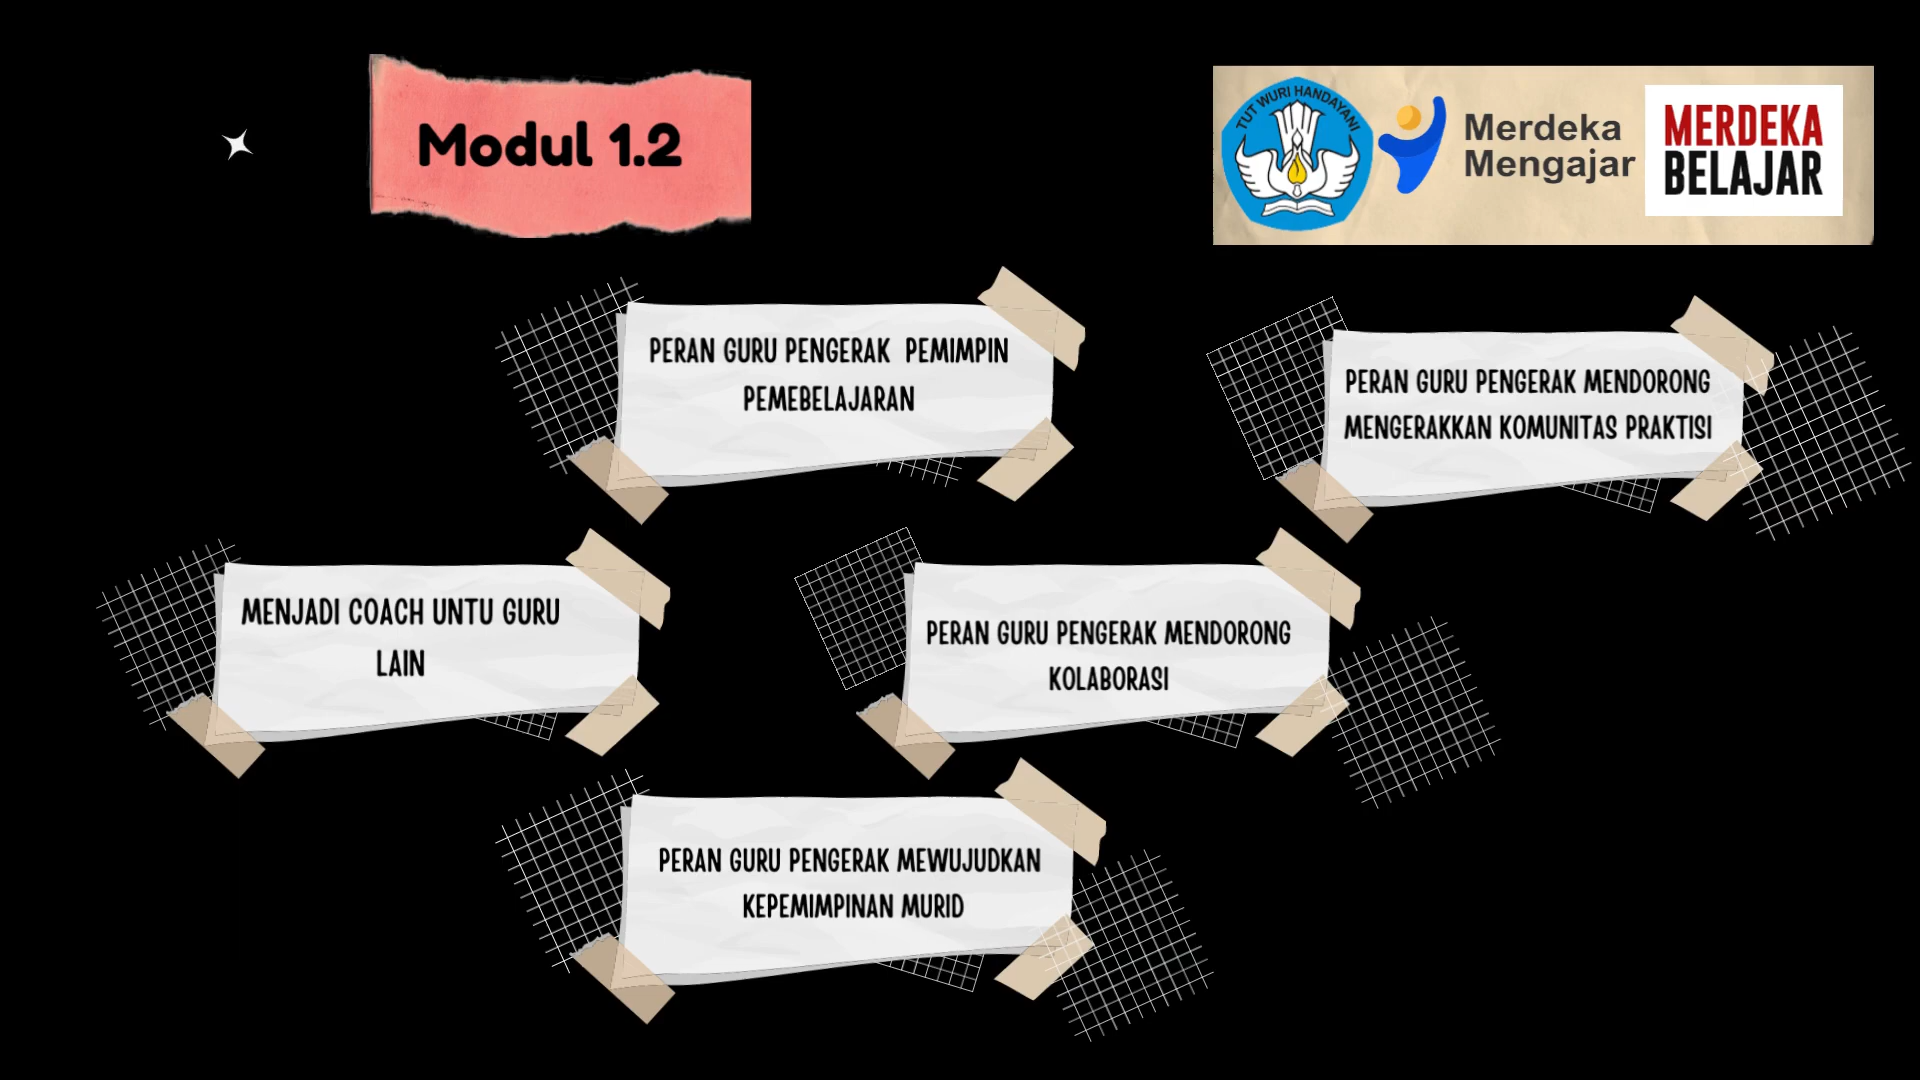 Modul 1.2
TUT WURI HANDAYANI
Merdeka
Mengajar
MERDEKA
BELAJAR
PERAN GURU PENGERAK PEMIMPIN
PEMEBELAJARAN
PERAN GURU PENGERAK MENDORONG
MENGERAKKAN KOMUNITAS PRAKTISI
MENJADI COACH UNTU GURU
LAIN
PERAN GURU PENGERAK MENDORONG
KOLABORASI
PERAN GURU PENGERAK MEWUJUDKAN
KEPEMIMPINAN MURID